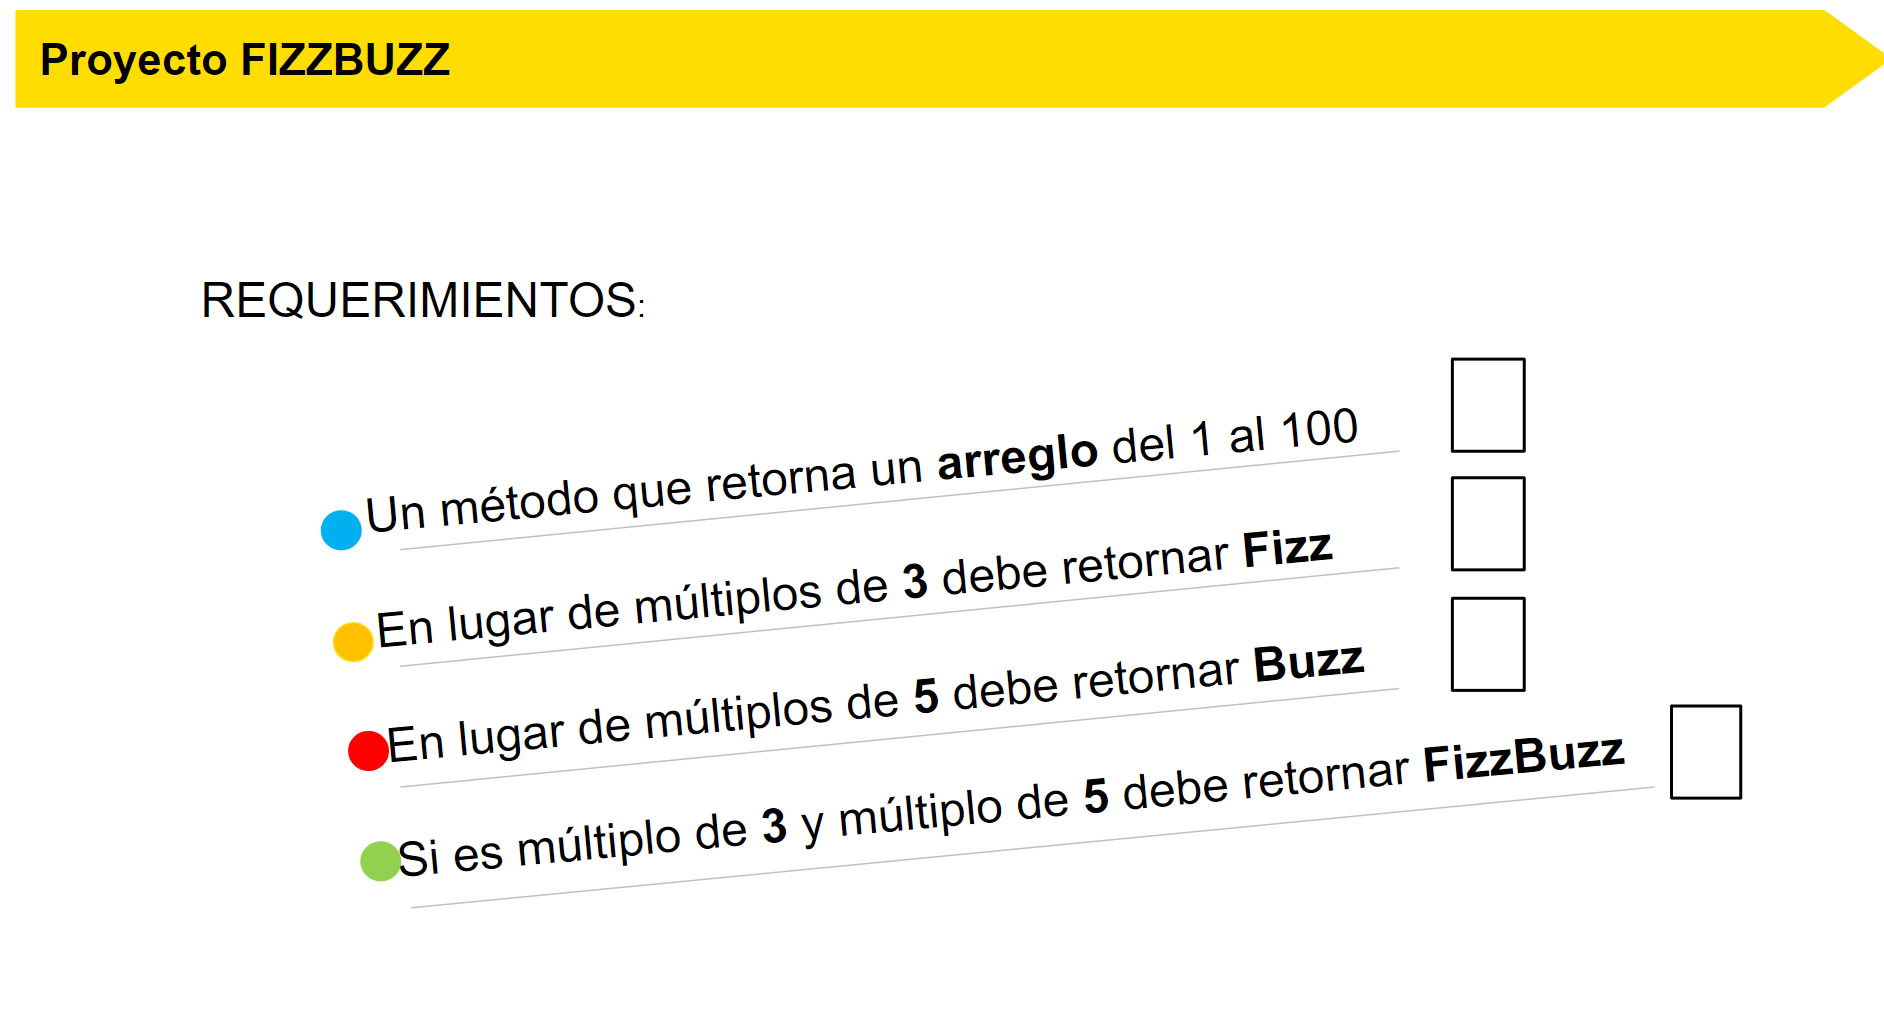 Proyecto FIZZBUZZ
REQUERIMIENTOS:
Un método que retorna un arreglo del 1 al 100
En lugar de múltiplos de 3 debe retornar Fizz
En lugar de múltiplos de 5 debe retornar Buzz
Si es múltiplo de 3 y múltiplo de 5 debe retornar FizzBuzz